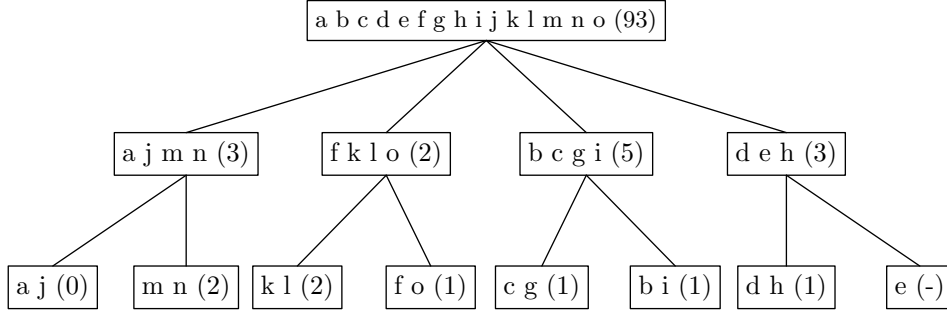 a b c d e f g h i j k l m n o (93)
a j m n (3)
f k l o (2)
b c g i (5)
d e h (3)
a j (0)
m n (2)
k l (2)
f o (1)
c g (1)
b i (1)
d h (1)
e (-)